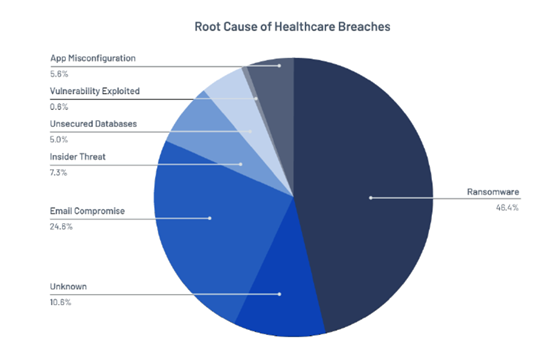 Root Cause of Healthcare Breaches
App Misconfiguration
5.6%
Vulnerability Exploited
0.6%
Unsecured Databases
5.0%
Insider Threat
7.3%
Email Compromise
24.6%
Unknown
10.6%
Ransomware
46.4%